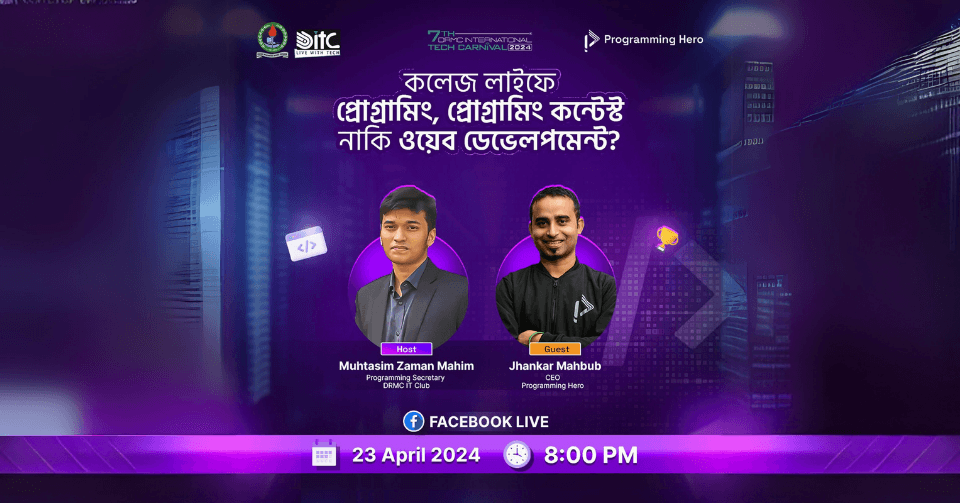 DITC
LIVE WITH TECH
7TH
DRMC INTERNATIONAL
TECH CARNIVAL 2024
Programming Hero
কলেজ লাইফে
প্রোগ্রামিং, প্রোগ্রামিং কন্টেস্ট
নাকি ওয়েব ডেভেলপমেন্ট?
</>
Host
Muhtasim Zaman Mahim
Programming Secretary
DRMC IT Club
Guest
Jhankar Mahbub
CEO
Programming Hero
FACEBOOK LIVE
23 April 2024
8:00 PM